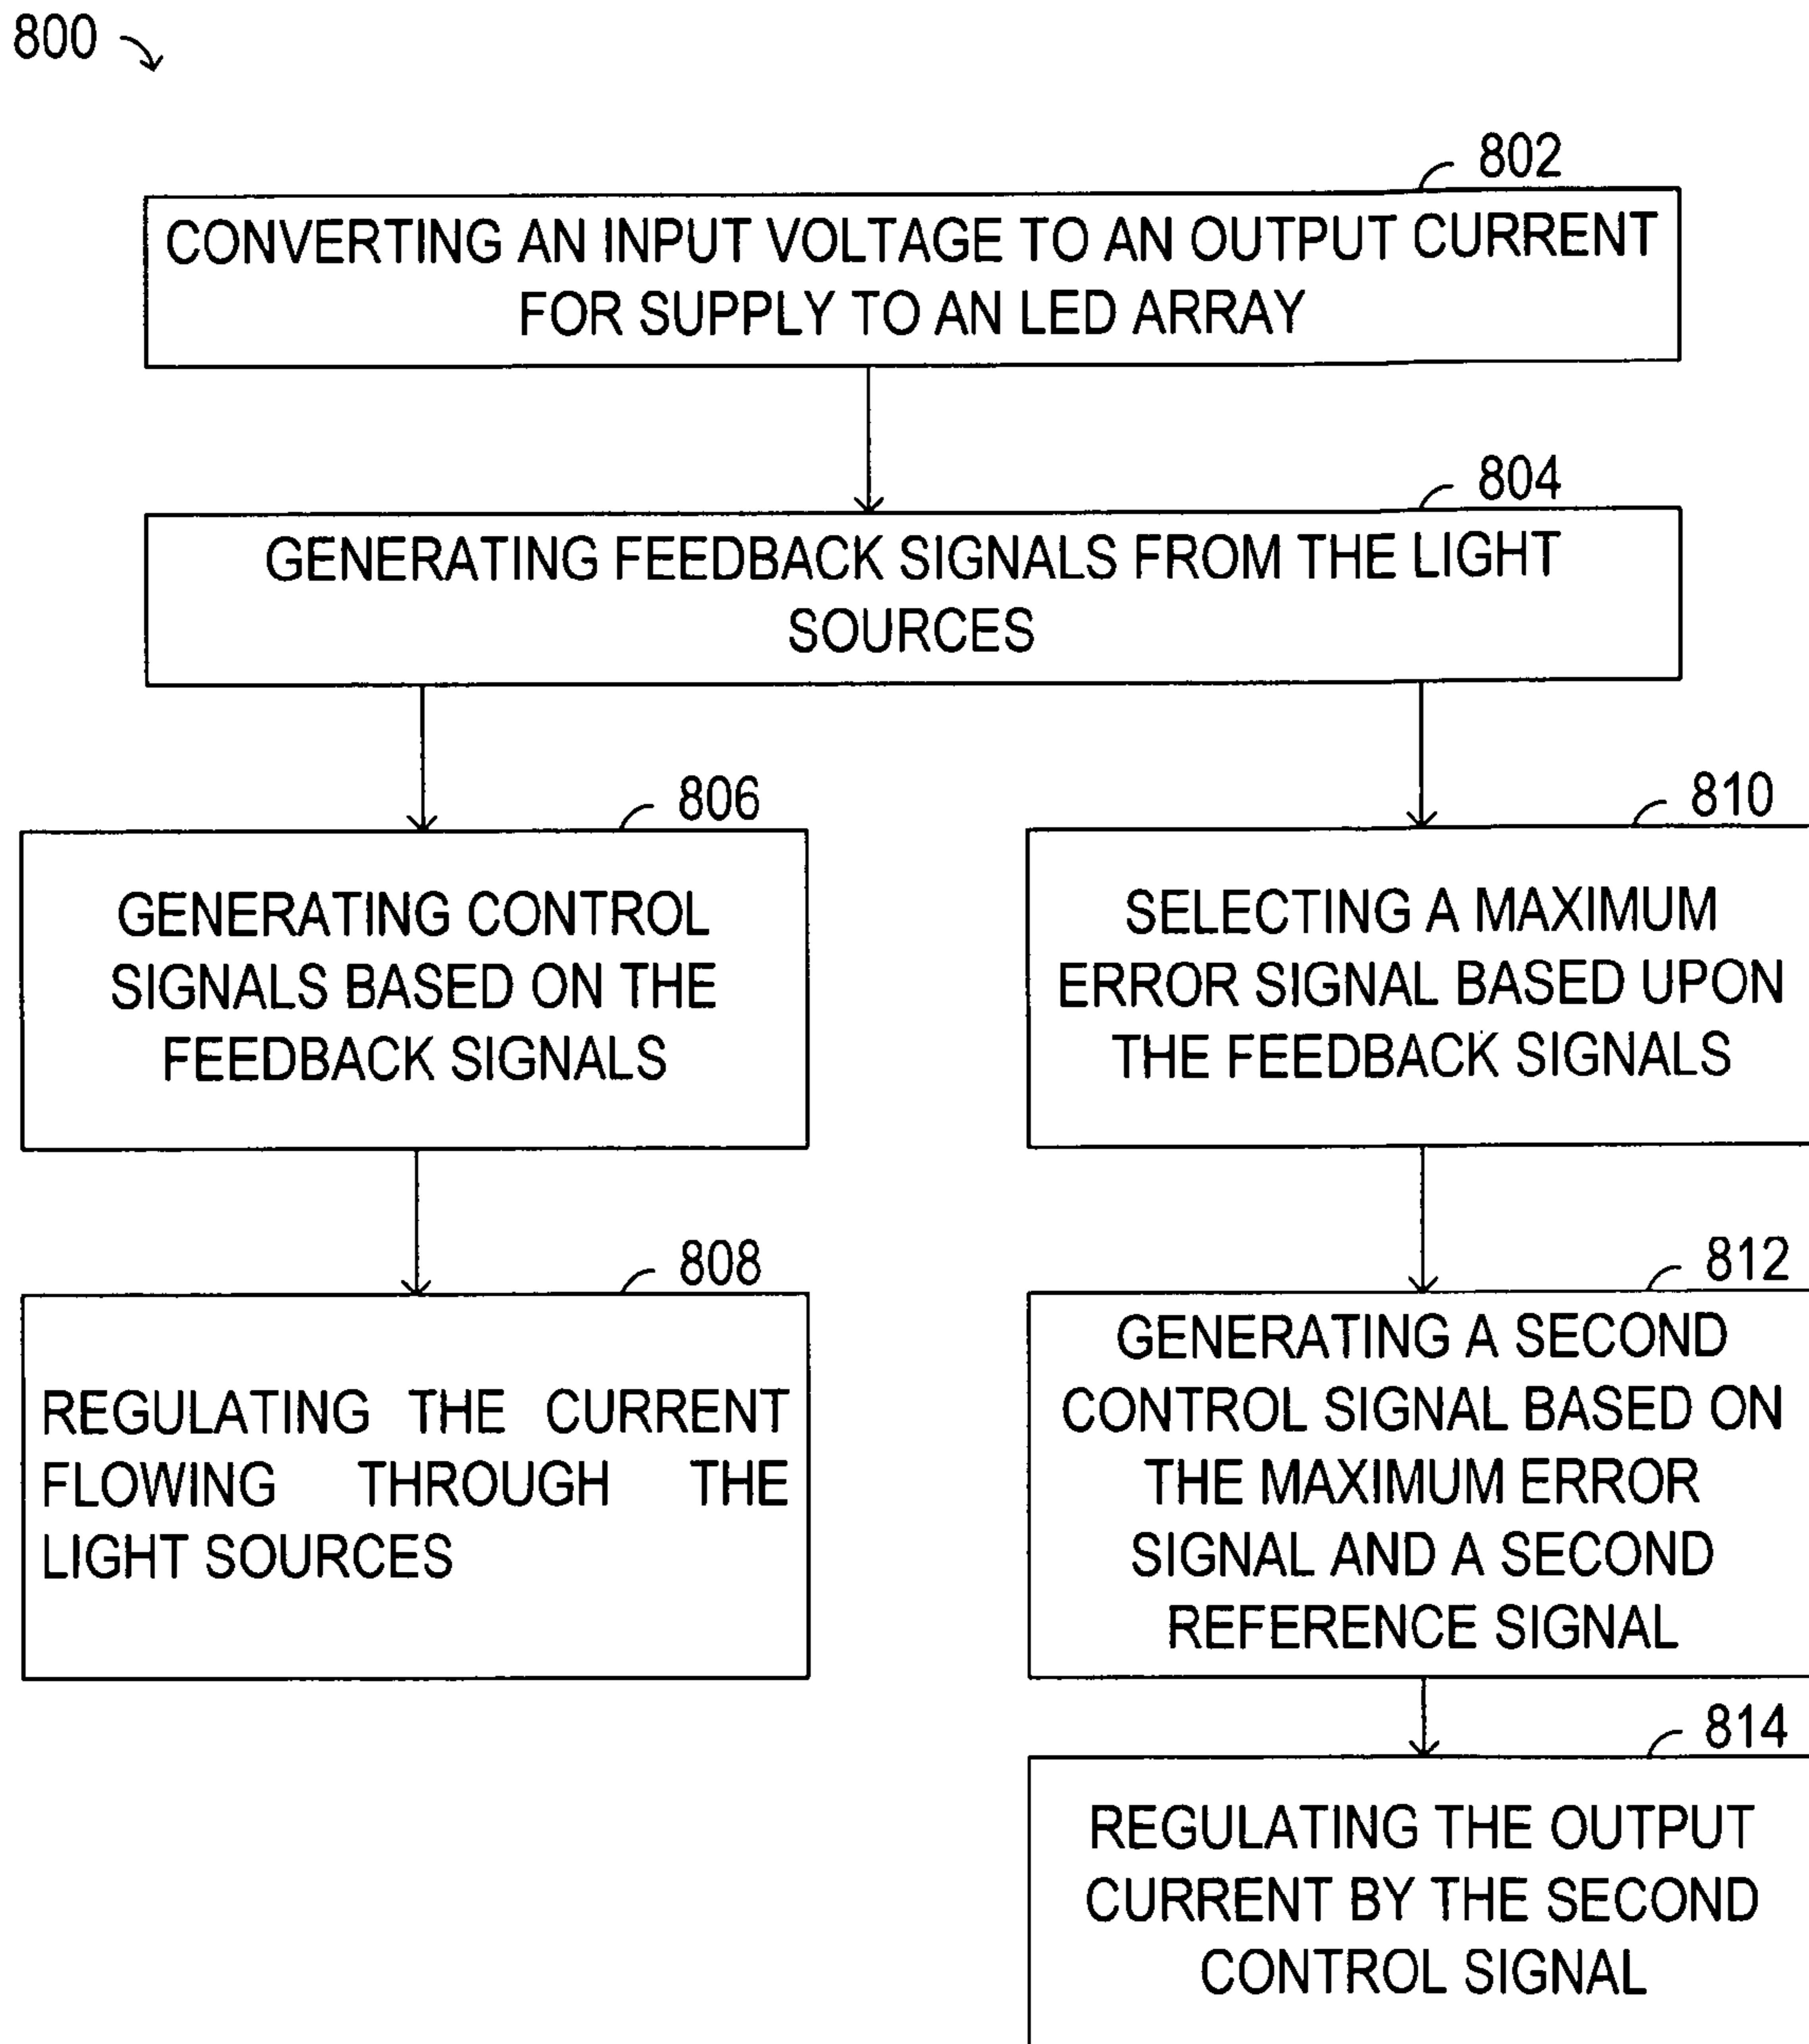 800
802
CONVERTING AN INPUT VOLTAGE TO AN OUTPUT CURRENT
FOR SUPPLY TO AN LED ARRAY
804
GENERATING FEEDBACK SIGNALS FROM THE LIGHT
SOURCES
806
GENERATING CONTROL
SIGNALS BASED ON THE
FEEDBACK SIGNALS
808
REGULATING THE CURRENT
FLOWING THROUGH THE
LIGHT SOURCES
810
SELECTING A MAXIMUM
ERROR SIGNAL BASED UPON
THE FEEDBACK SIGNALS
812
GENERATING A SECOND
CONTROL SIGNAL BASED ON
THE MAXIMUM ERROR
SIGNAL AND A SECOND
REFERENCE SIGNAL
814
REGULATING THE OUTPUT
CURRENT BY THE SECOND
CONTROL SIGNAL